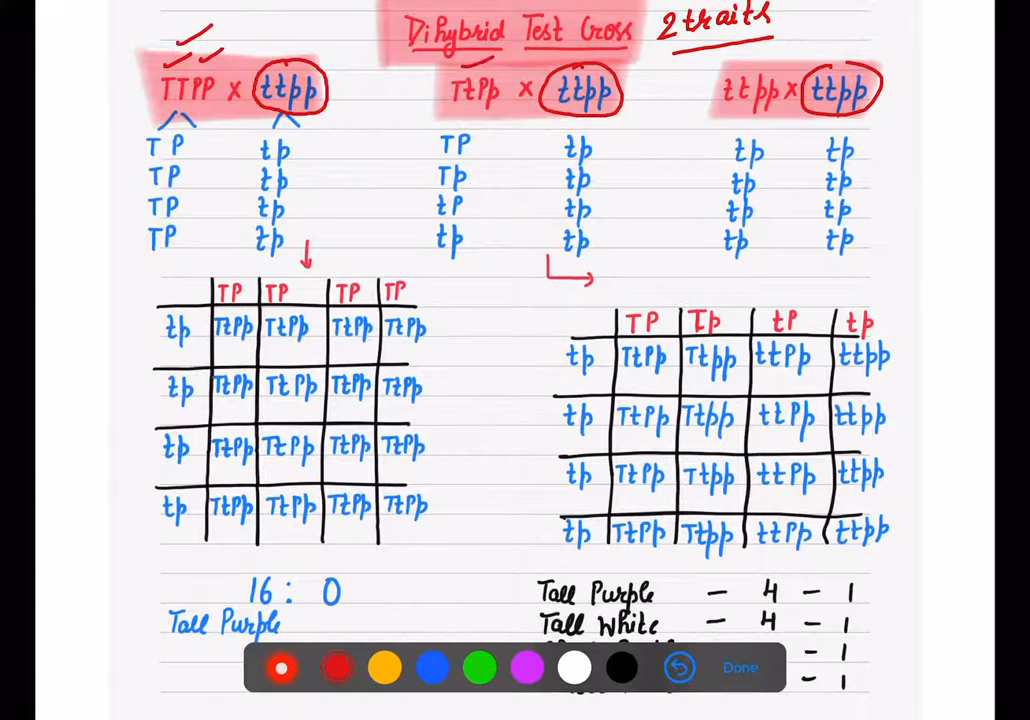 Dihybrid Test Cross 2 traits
TTPP × ttpp TtPp × ttpp ttpp × ttpp
TP tp TP tp tp tp
TP tp Tp tp tp tp
TP tp tP tp tp tp
TP tp tp tp tp tp
TP TP TP TP
tp TtPp TtPp TtPp TtPp
tp TtPp TtPp TtPp TtPp
tp TtPp TtPp TtPp TtPp
tp TtPp TtPp TtPp TtPp
16 : 0
Tall Purple
TP Tp tP tp
tp TtPp Ttpp ttPp ttpp
tp TtPp Ttpp ttPp ttpp
tp TtPp Ttpp ttPp ttpp
tp TtPp Ttpp ttPp ttpp
Tall Purple – 4 – 1
Tall White – 4 – 1
– 1
– 1
Done